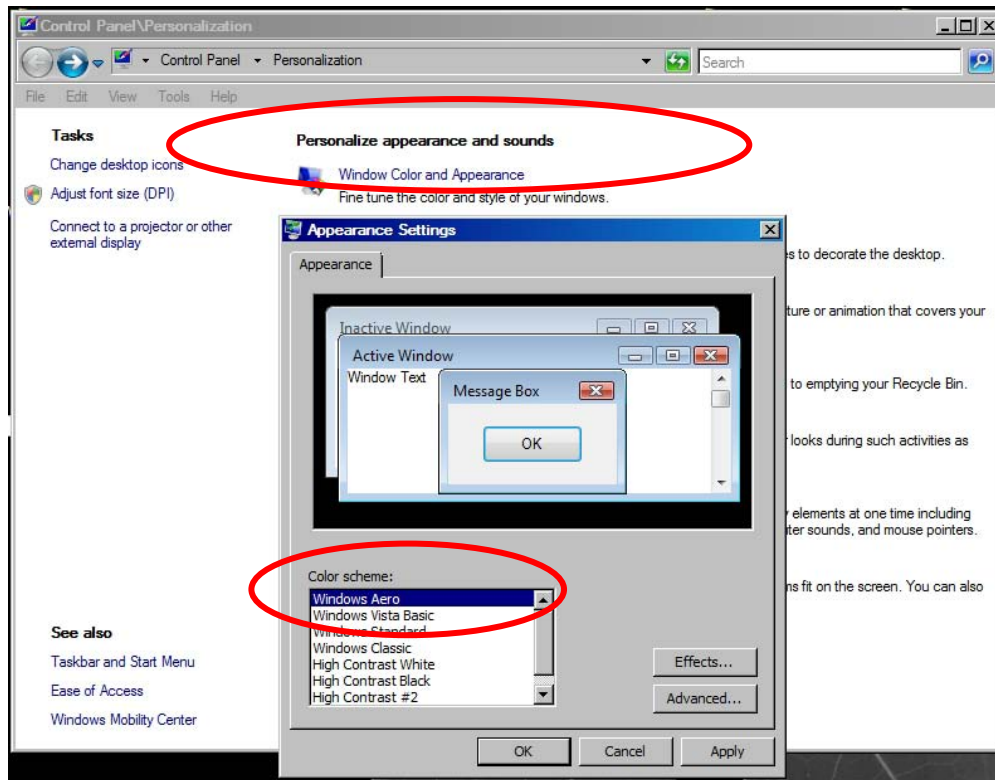 Control Panel\Personalization
Control Panel Personalization
Search
File Edit View Tools Help
Tasks
Change desktop icons
Adjust font size (DPI)
Connect to a projector or other
external display
Personalize appearance and sounds
Window Color and Appearance
Fine tune the color and style of your windows.
es to decorate the desktop.
ture or animation that covers your
to emptying your Recycle Bin.
looks during such activities as
elements at one time including
ter sounds, and mouse pointers.
ms fit on the screen. You can also
Appearance Settings
Appearance
Inactive Window
Active Window
Window Text
Message Box
OK
Color scheme:
Windows Aero
Windows Vista Basic
Windows Standard
Windows Classic
High Contrast White
High Contrast Black
High Contrast #2
Effects...
Advanced...
OK Cancel Apply
See also
Taskbar and Start Menu
Ease of Access
Windows Mobility Center